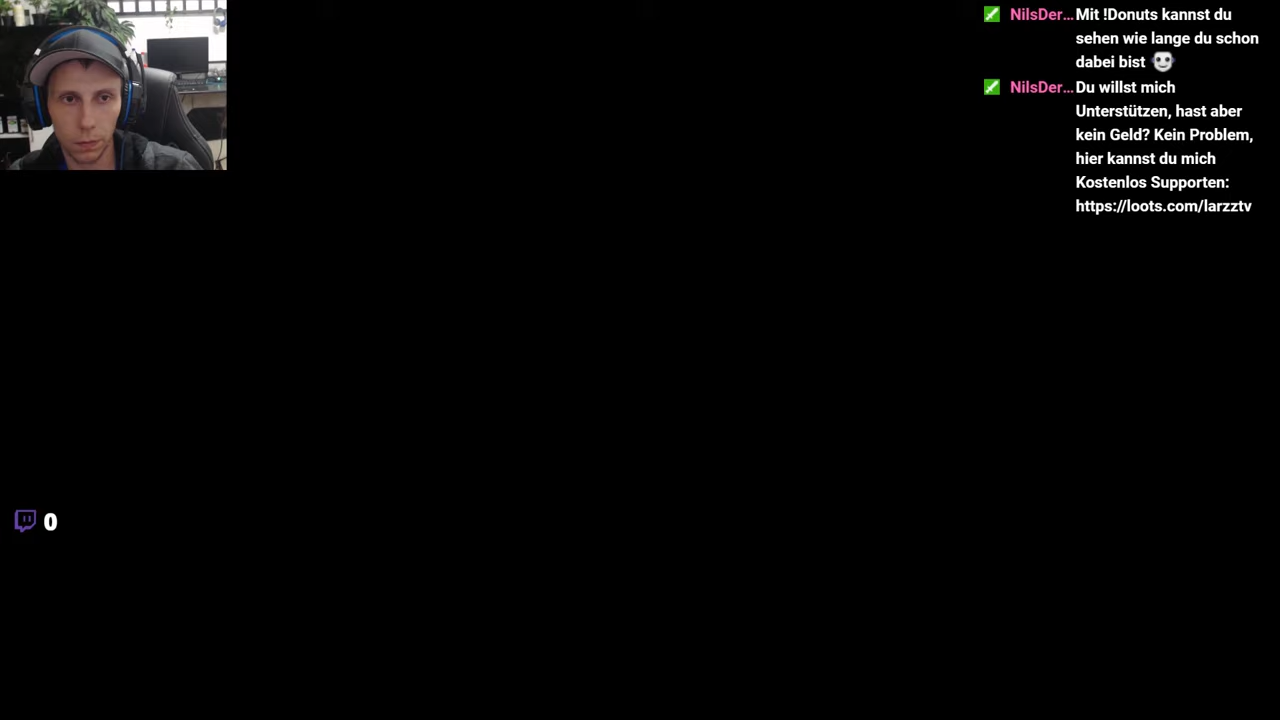 NilsDer... Mit !Donuts kannst du
sehen wie lange du schon
dabei bist
NilsDer... Du willst mich
Unterstützen, hast aber
kein Geld? Kein Problem,
hier kannst du mich
Kostenlos Supporten:
https://loots.com/larzztv
0